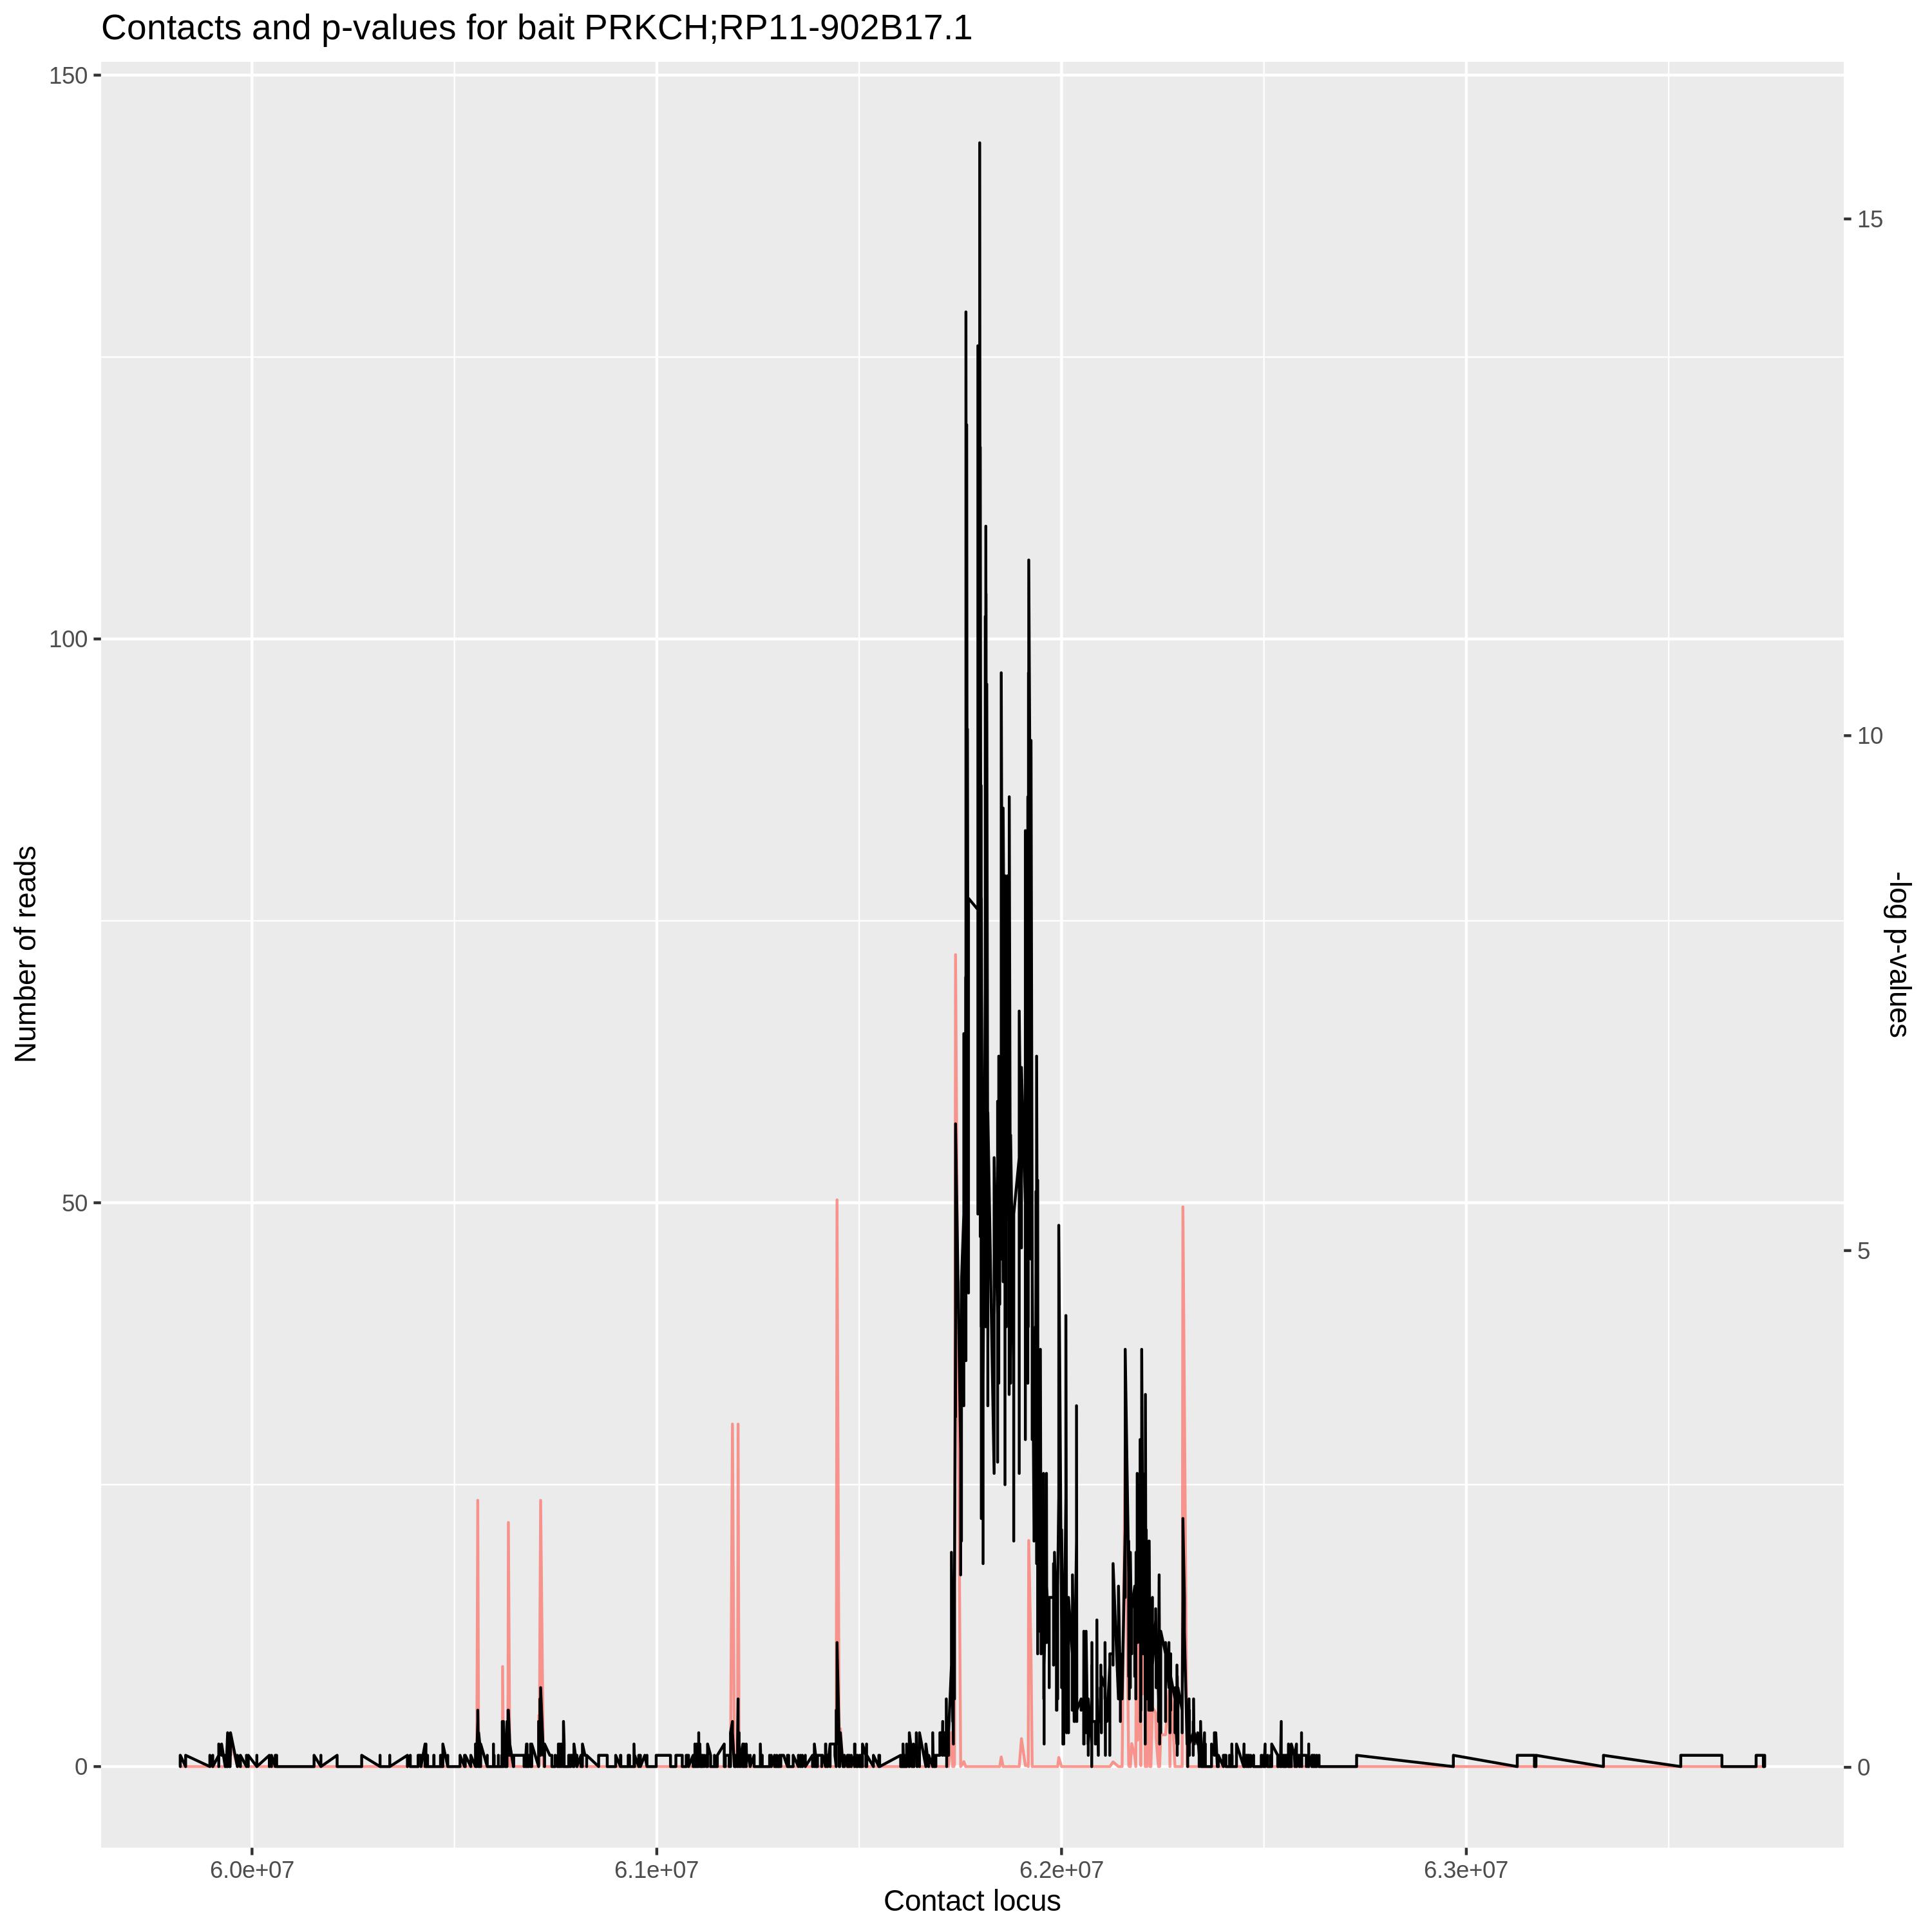 Contacts and p-values for bait PRKCH;RP11-902B17.1
150
100
50
0
Number of reads
15
10
5
0
-log p-values
6.0e+07
6.1e+07
6.2e+07
6.3e+07
Contact locus